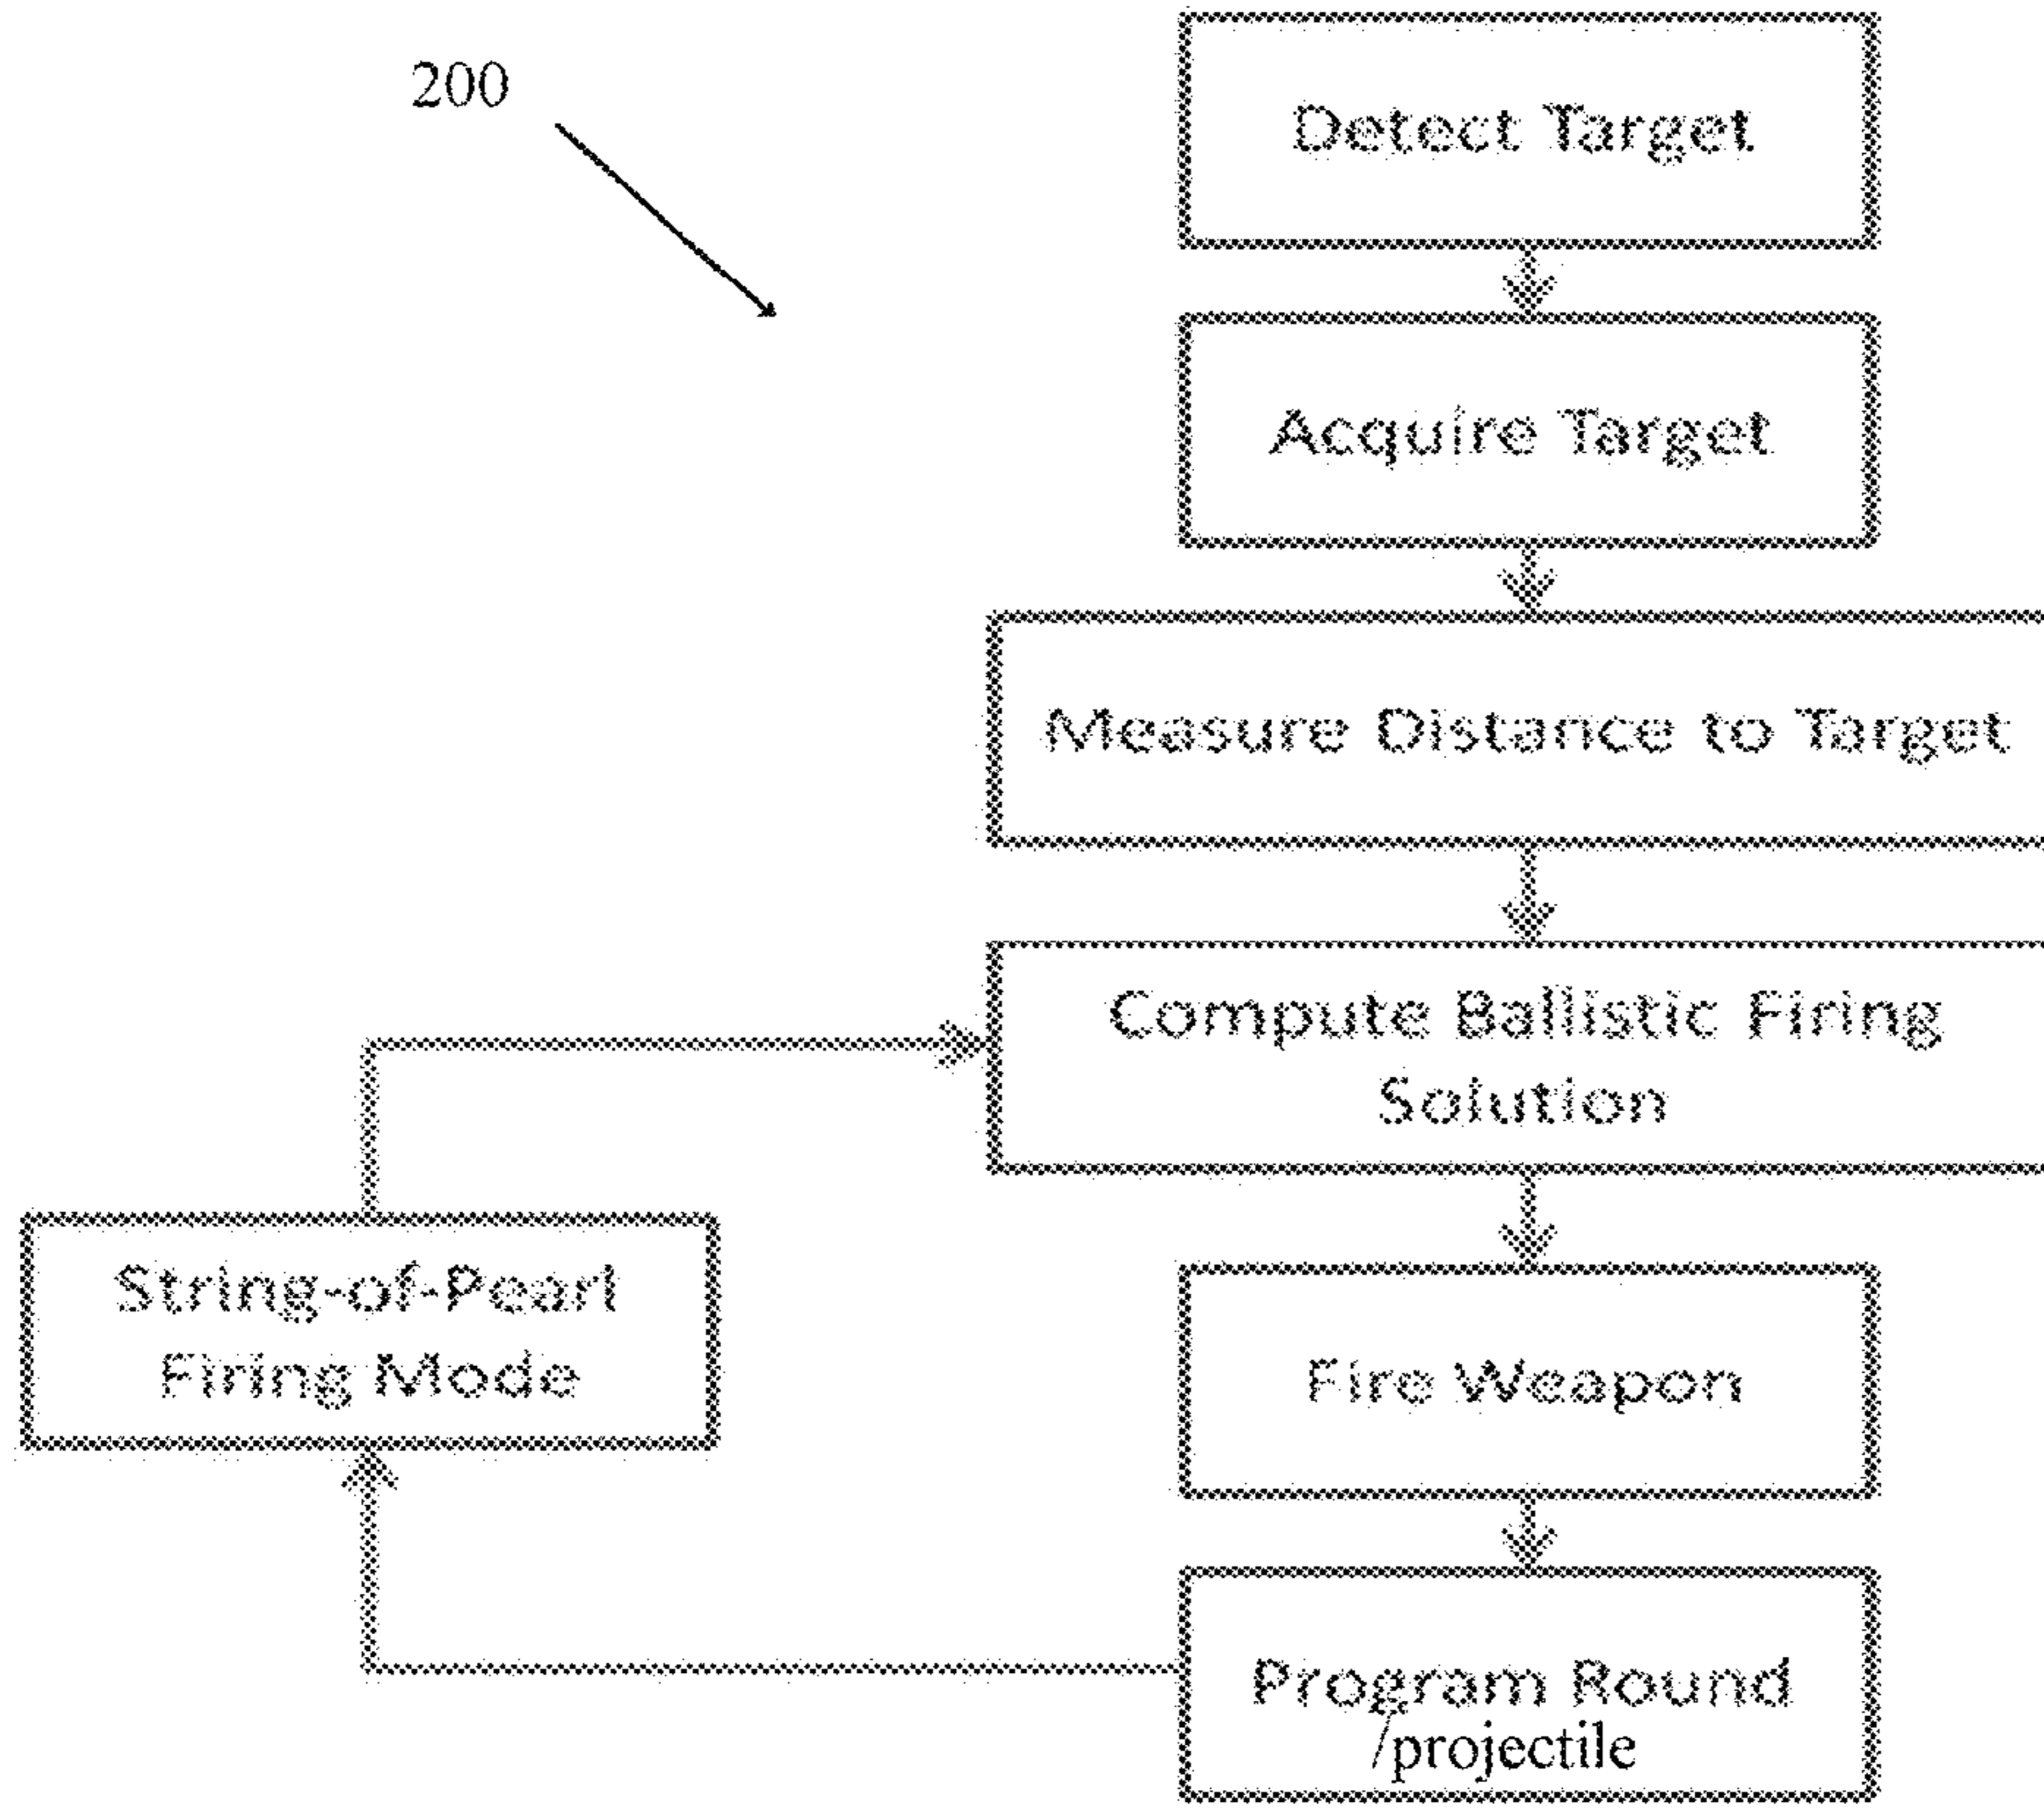 200
Detect Target
Acquire Target
Measure Distance to Target
Compute Ballistic Firing
Solution
String-of-Pearl
Firing Mode
Fire Weapon
Program Round
/projectile